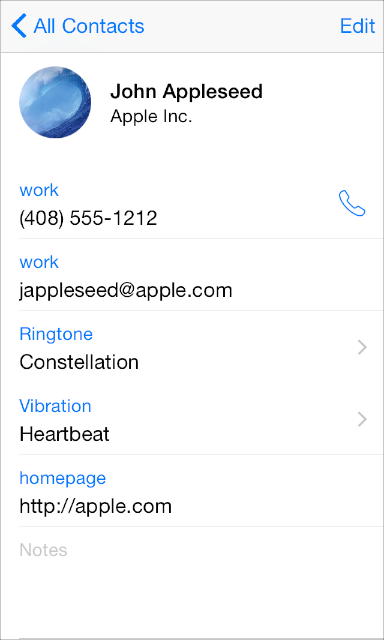 All Contacts Edit
John Appleseed
Apple Inc.
work
(408) 555-1212
work
jappleseed@apple.com
Ringtone
Constellation
Vibration
Heartbeat
homepage
http://apple.com
Notes